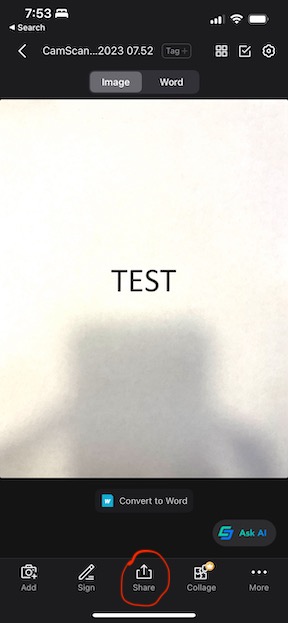 7:53
Search
CamScan...2023 07.52 Tag +
Image Word
TEST
W Convert to Word
Ask AI
Add Sign Share Collage More